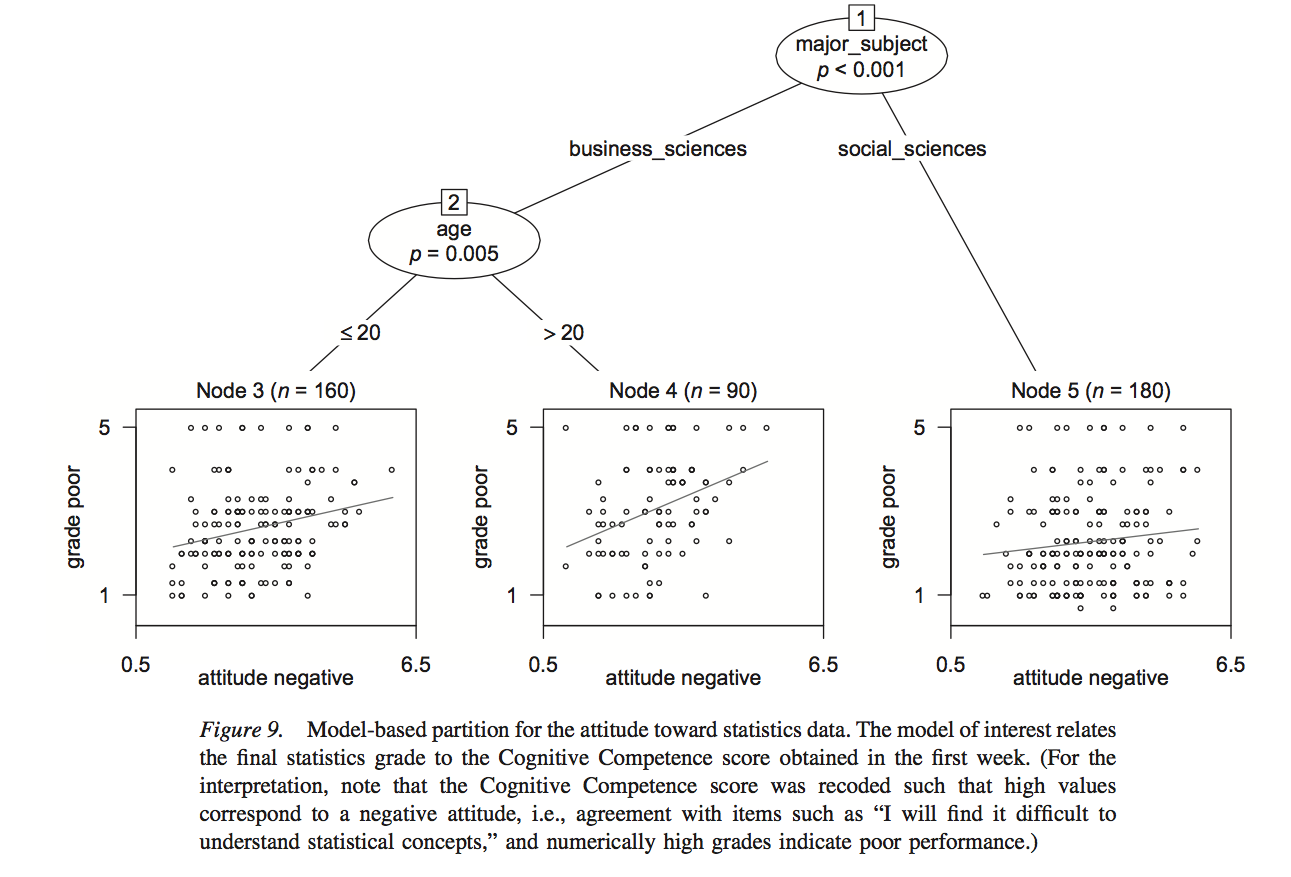 1
major_subject
p < 0.001
business_sciences
social_sciences
2
age
p = 0.005
≤ 20
> 20
Node 3 (n = 160)
Node 4 (n = 90)
Node 5 (n = 180)
5
1
grade poor
0.5
6.5
attitude negative
5
1
grade poor
0.5
6.5
attitude negative
5
1
grade poor
0.5
6.5
attitude negative
Figure 9. Model-based partition for the attitude toward statistics data. The model of interest relates
the final statistics grade to the Cognitive Competence score obtained in the first week. (For the
interpretation, note that the Cognitive Competence score was recoded such that high values
correspond to a negative attitude, i.e., agreement with items such as “I will find it difficult to
understand statistical concepts,” and numerically high grades indicate poor performance.)